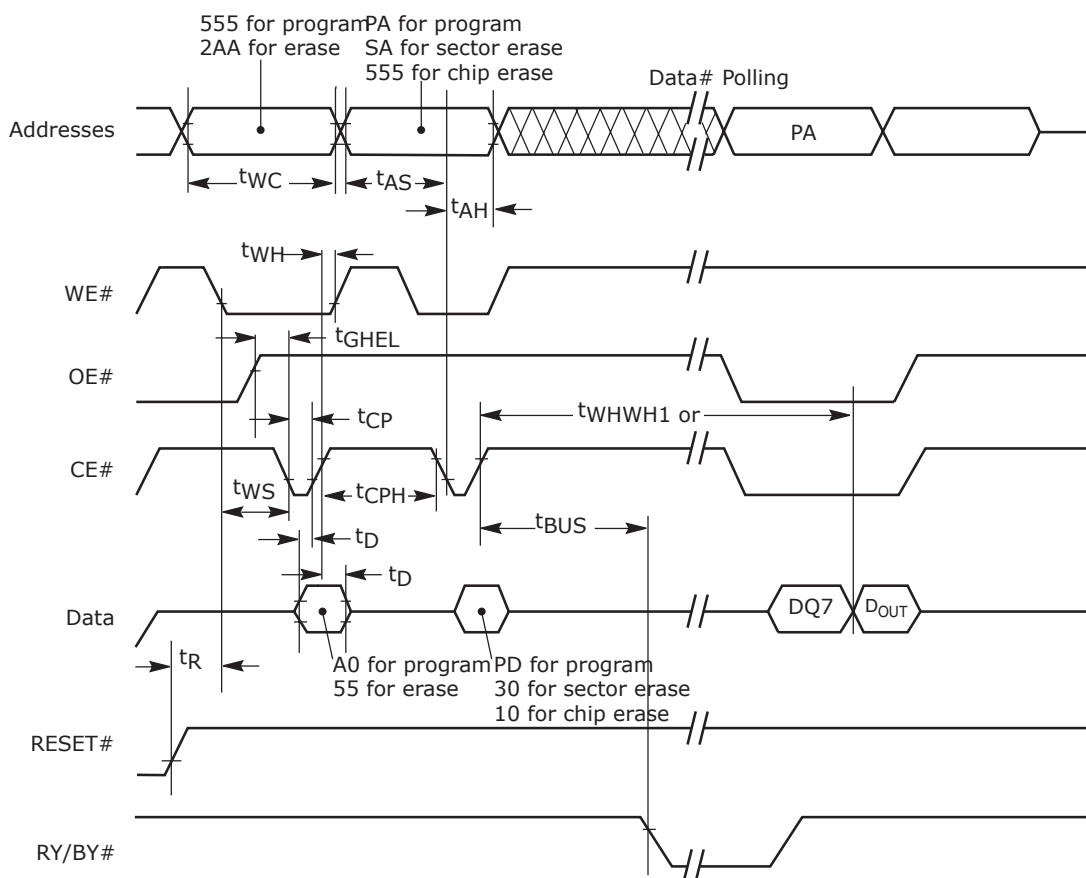 555 for program
2AA for erase
PA for program
SA for sector erase
555 for chip erase
Data# Polling
Addresses
PA
tWC
tAS
tAH
tWH
WE#
tGHEL
OE#
tWHWH1 or
tCP
CE#
tWS
tCPH
tBUS
tD
tD
Data
DQ7
DOUT
tR
A0 for program
55 for erase
PD for program
30 for sector erase
10 for chip erase
RESET#
RY/BY#